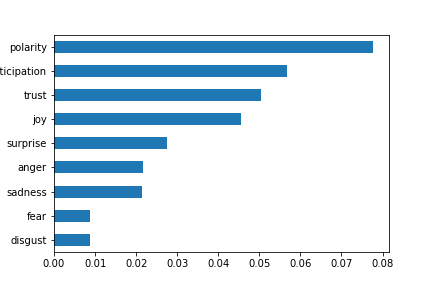 polarity
ticipation
trust
joy
surprise
anger
sadness
fear
disgust
0.00 0.01 0.02 0.03 0.04 0.05 0.06 0.07 0.08